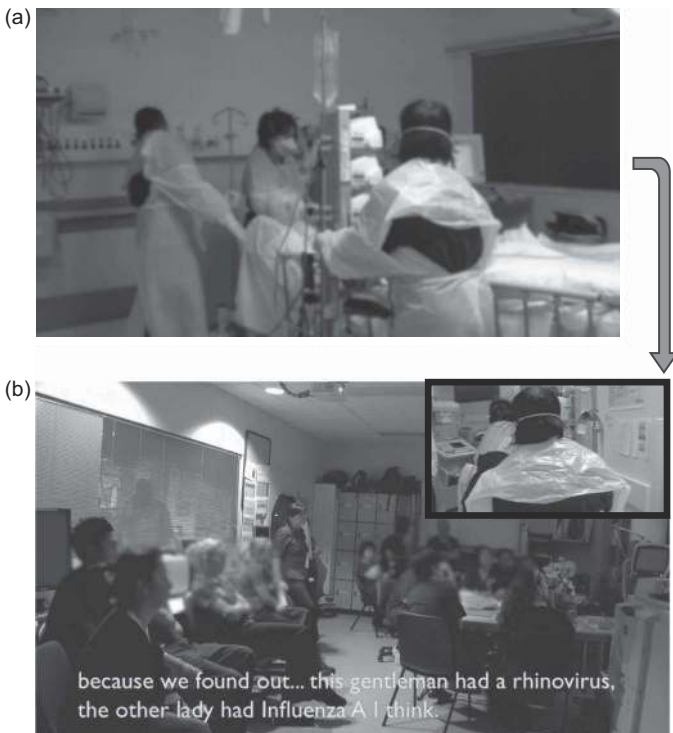 (a)
(b)
because we found out... this gentleman had a rhinovirus,
the other lady had Influenza A I think.